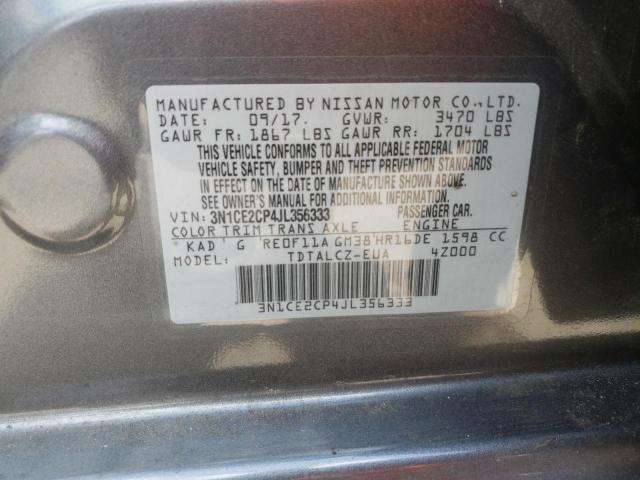 MANUFACTURED BY NISSAN MOTOR CO.,LTD.
DATE: 09/17. GVWR: 3470 LBS
GAWR FR: 1867 LBS GAWR RR: 1704 LBS
THIS VEHICLE CONFORMS TO ALL APPLICABLE FEDERAL MOTOR
VEHICLE SAFETY, BUMPER AND THEFT PREVENTION STANDARDS
IN EFFECT ON THE DATE OF MANUFACTURE SHOWN ABOVE.
SEE OWNER'S MANUAL FOR ADDITIONAL INFORMATION.
VIN: 3N1CE2CP4JL356333 PASSENGER CAR.
COLOR TRIM TRANS AXLE ENGINE
KAD G RE0F11A GM38 HR16DE 1598 CC
MODEL: TDTALCZ-EUA 4Z000
3N1CE2CP4JL356333